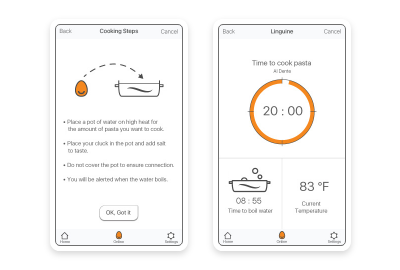 Back Cooking Steps Cancel
• Place a pot of water on high heat for
the amount of pasta you want to cook.
• Place your cluck in the pot and add salt
to taste.
• Do not cover the pot to ensure connection.
• You will be alerted when the water boils.
OK, Got it
Home Online Settings
Back Linguine Cancel
Time to cook pasta
Al Dente
20 : 00
08 : 55
Time to boil water
83 °F
Current
Temperature
Home Online Settings